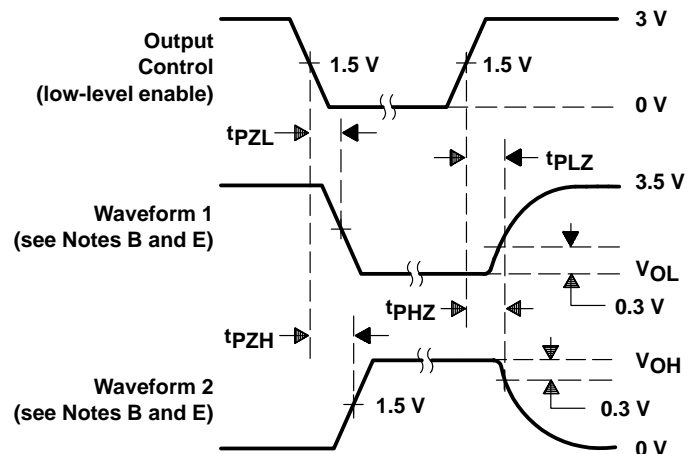 3 V
Output
Control
(low-level enable)
1.5 V
1.5 V
0 V
tPZL
tPLZ
3.5 V
Waveform 1
(see Notes B and E)
VOL
0.3 V
tPHZ
tPZH
VOH
Waveform 2
(see Notes B and E)
1.5 V
0.3 V
0 V